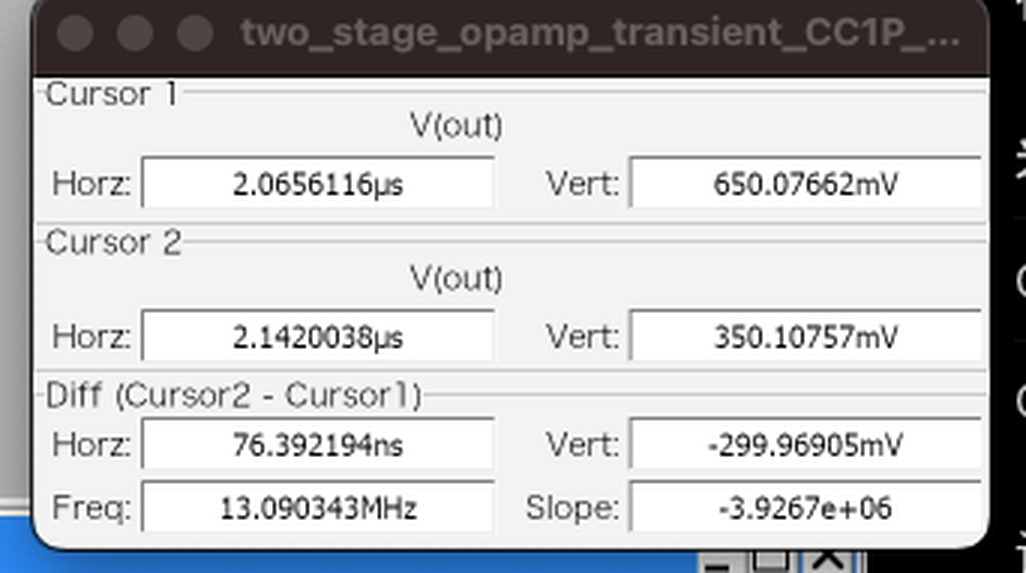 two_stage_opamp_transient_CC1P_...
Cursor 1
V(out)
Horz: 2.0656116µs Vert: 650.07662mV
Cursor 2
V(out)
Horz: 2.1420038µs Vert: 350.10757mV
Diff (Cursor2 - Cursor1)
Horz: 76.392194ns Vert: -299.96905mV
Freq: 13.090343MHz Slope: -3.9267e+06